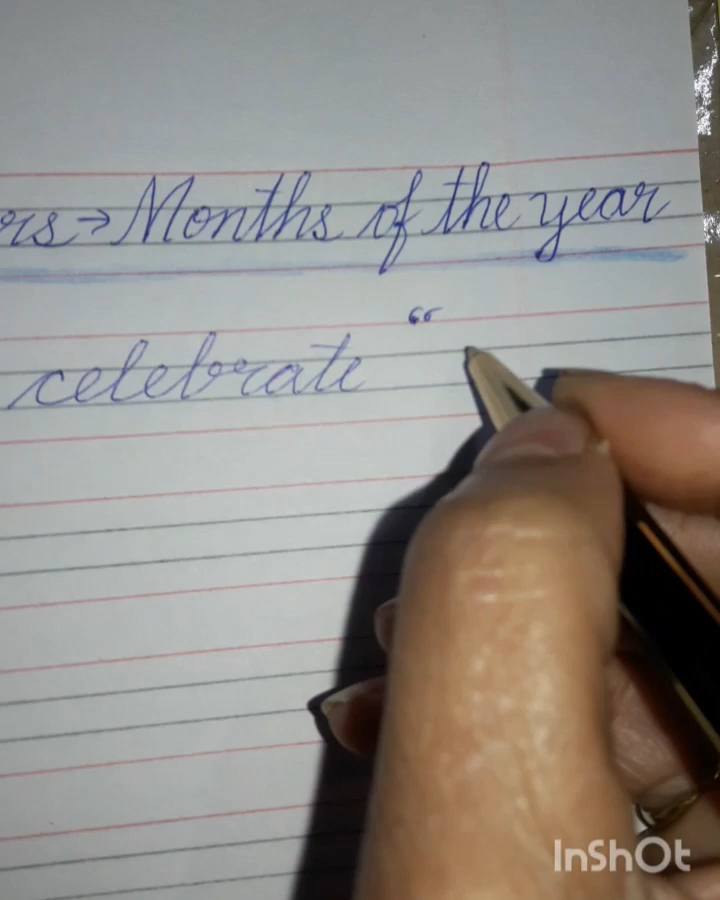 rs → Months of the year
celebrate “
InShOt